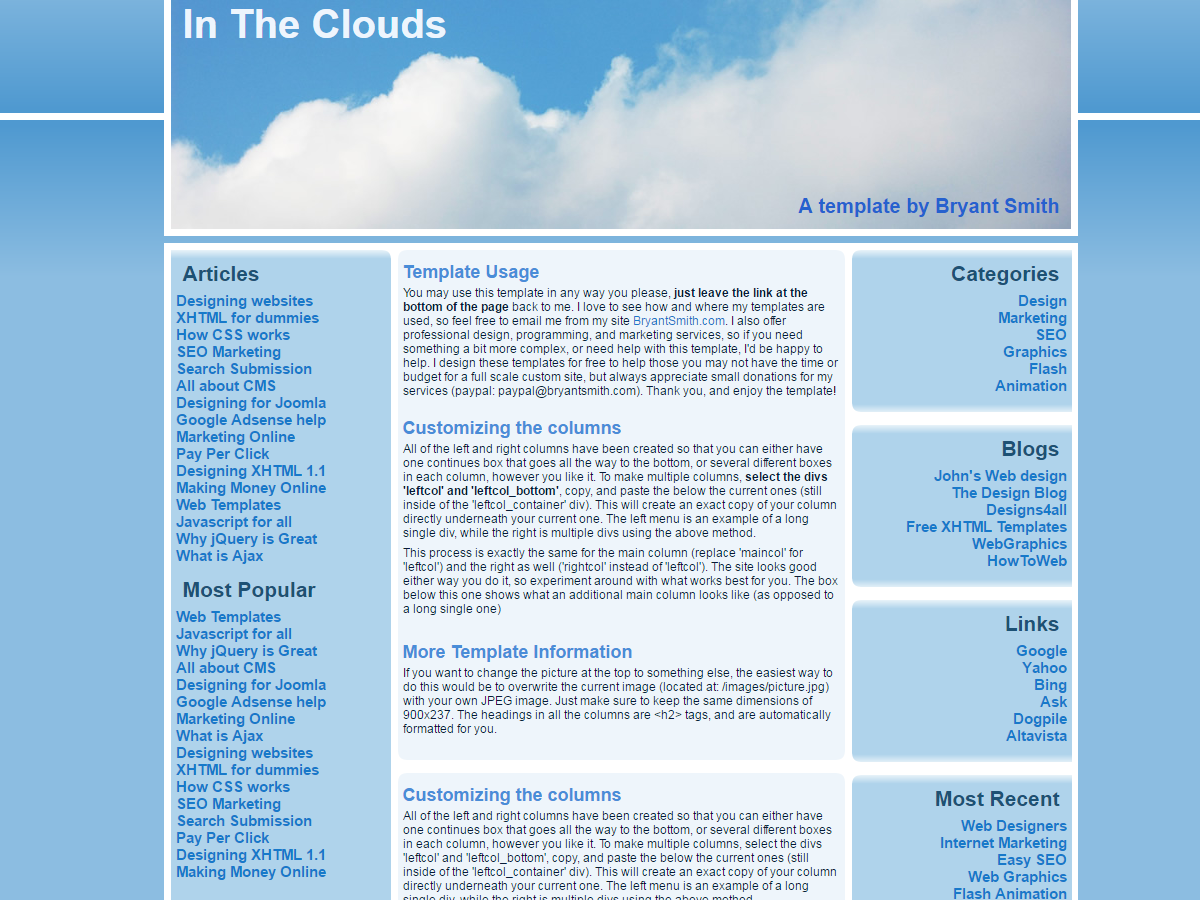 In The Clouds
A template by Bryant Smith
Articles
Designing websites
XHTML for dummies
How CSS works
SEO Marketing
Search Submission
All about CMS
Designing for Joomla
Google Adsense help
Marketing Online
Pay Per Click
Designing XHTML 1.1
Making Money Online
Web Templates
Javascript for all
Why jQuery is Great
What is Ajax
Most Popular
Web Templates
Javascript for all
Why jQuery is Great
All about CMS
Designing for Joomla
Google Adsense help
Marketing Online
What is Ajax
Designing websites
XHTML for dummies
How CSS works
SEO Marketing
Search Submission
Pay Per Click
Designing XHTML 1.1
Making Money Online
Template Usage
You may use this template in any way you please, just leave the link at the
bottom of the page back to me. I love to see how and where my templates are
used, so feel free to email me from my site BryantSmith.com. I also offer
professional design, programming, and marketing services, so if you need
something a bit more complex, or need help with this template, I'd be happy to
help. I design these templates for free to help those you may not have the time or
budget for a full scale custom site, but always appreciate small donations for my
services (paypal: paypal@bryantsmith.com). Thank you, and enjoy the template!
Customizing the columns
All of the left and right columns have been created so that you can either have
one continues box that goes all the way to the bottom, or several different boxes
in each column, however you like it. To make multiple columns, select the divs
'leftcol' and 'leftcol_bottom', copy, and paste the below the current ones (still
inside of the 'leftcol_container' div). This will create an exact copy of your column
directly underneath your current one. The left menu is an example of a long
single div, while the right is multiple divs using the above method.
This process is exactly the same for the main column (replace 'maincol' for
'leftcol') and the right as well ('rightcol' instead of 'leftcol'). The site looks good
either way you do it, so experiment around with what works best for you. The box
below this one shows what an additional main column looks like (as opposed to
a long single one)
More Template Information
If you want to change the picture at the top to something else, the easiest way to
do this would be to overwrite the current image (located at: /images/picture.jpg)
with your own JPEG image. Just make sure to keep the same dimensions of
900x237. The headings in all the columns are <h2> tags, and are automatically
formatted for you.
Customizing the columns
All of the left and right columns have been created so that you can either have
one continues box that goes all the way to the bottom, or several different boxes
in each column, however you like it. To make multiple columns, select the divs
'leftcol' and 'leftcol_bottom', copy, and paste the below the current ones (still
inside of the 'leftcol_container' div). This will create an exact copy of your column
directly underneath your current one. The left menu is an example of a long
single div, while the right is multiple divs using the above method.
Categories
Design
Marketing
SEO
Graphics
Flash
Animation
Blogs
John's Web design
The Design Blog
Designs4all
Free XHTML Templates
WebGraphics
HowToWeb
Links
Google
Yahoo
Bing
Ask
Dogpile
Altavista
Most Recent
Web Designers
Internet Marketing
Easy SEO
Web Graphics
Flash Animation